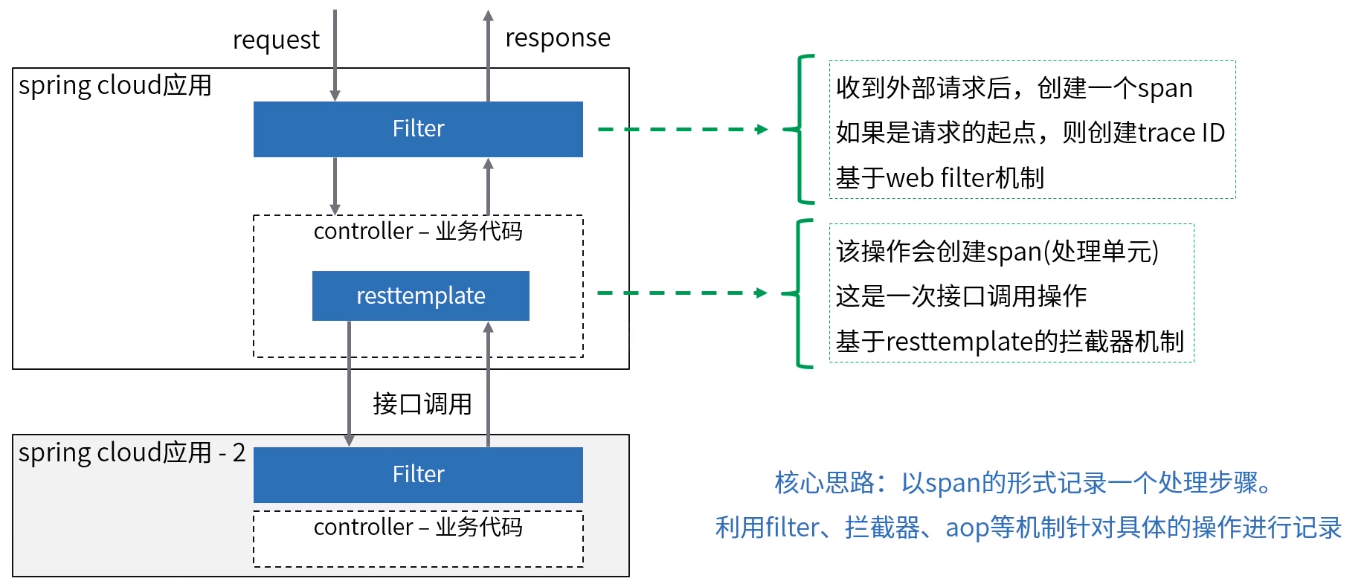 request
response
spring cloud应用
Filter
收到外部请求后，创建一个span
如果是请求的起点，则创建trace ID
基于web filter机制
controller – 业务代码
resttemplate
该操作会创建span(处理单元)
这是一次接口调用操作
基于resttemplate的拦截器机制
接口调用
spring cloud应用 - 2
Filter
controller – 业务代码
核心思路：以span的形式记录一个处理步骤。
利用filter、拦截器、aop等机制针对具体的操作进行记录